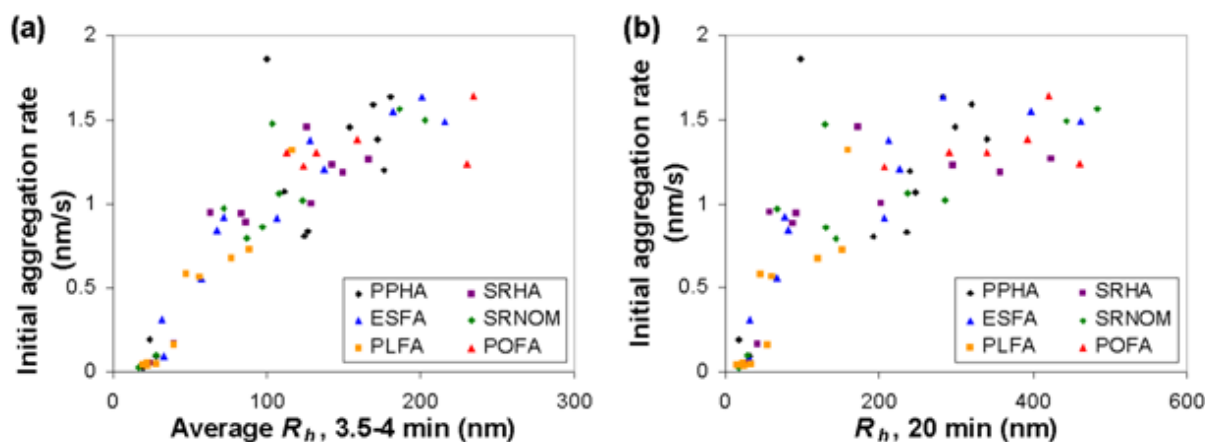 (a)
Initial aggregation rate
(nm/s)
2
1.5
1
0.5
0
PPHA SRHA
ESFA SRNOM
PLFA POFA
0 100 200 300
Average Rh, 3.5-4 min (nm)
(b)
Initial aggregation rate
(nm/s)
2
1.5
1
0.5
0
PPHA SRHA
ESFA SRNOM
PLFA POFA
0 200 400 600
Rh, 20 min (nm)